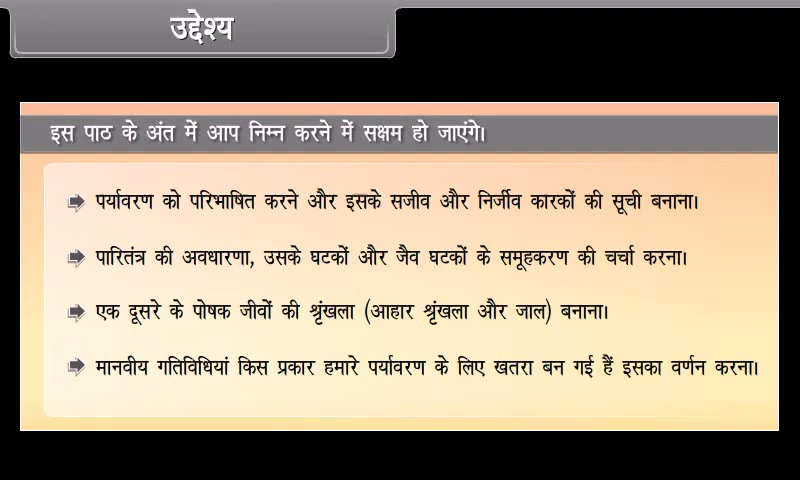 उद्देश्य
इस पाठ के अंत में आप निम्न करने में सक्षम हो जाएंगे।
पर्यावरण को परिभाषित करने और इसके सजीव और निर्जीव कारकों की सूची बनाना।
पारितंत्र की अवधारणा, उसके घटकों और जैव घटकों के समूहकरण की चर्चा करना।
एक दूसरे के पोषक जीवों की श्रृंखला (आहार श्रृंखला और जाल) बनाना।
मानवीय गतिविधियां किस प्रकार हमारे पर्यावरण के लिए खतरा बन गई हैं इसका वर्णन करना।